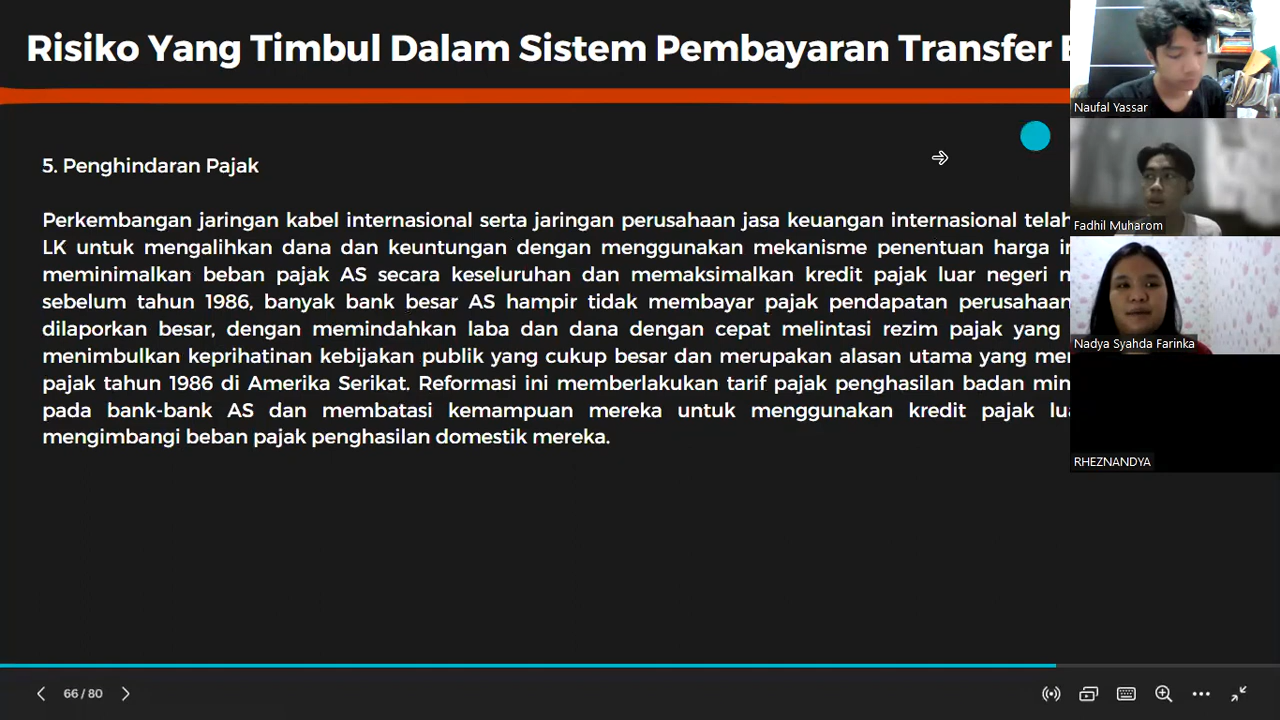 Risiko Yang Timbul Dalam Sistem Pembayaran Transfer
5. Penghindaran Pajak
Perkembangan jaringan kabel internasional serta jaringan perusahaan jasa keuangan internasional
LK untuk mengalihkan dana dan keuntungan dengan menggunakan mekanisme penentuan harga
meminimalkan beban pajak AS secara keseluruhan dan memaksimalkan kredit pajak luar negeri
sebelum tahun 1986, banyak bank besar AS hampir tidak membayar pajak pendapatan perusahaan
dilaporkan besar, dengan memindahkan laba dan dana dengan cepat melintasi rezim pajak yang
menimbulkan keprihatinan kebijakan publik yang cukup besar dan merupakan alasan utama yang
pajak tahun 1986 di Amerika Serikat. Reformasi ini memberlakukan tarif pajak penghasilan badan
pada bank-bank AS dan membatasi kemampuan mereka untuk menggunakan kredit pajak
mengimbangi beban pajak penghasilan domestik mereka.
Naufal Yassar
Fadhil Muharom
Nadya Syahda Farinka
RHEZNANDYA
66 / 80